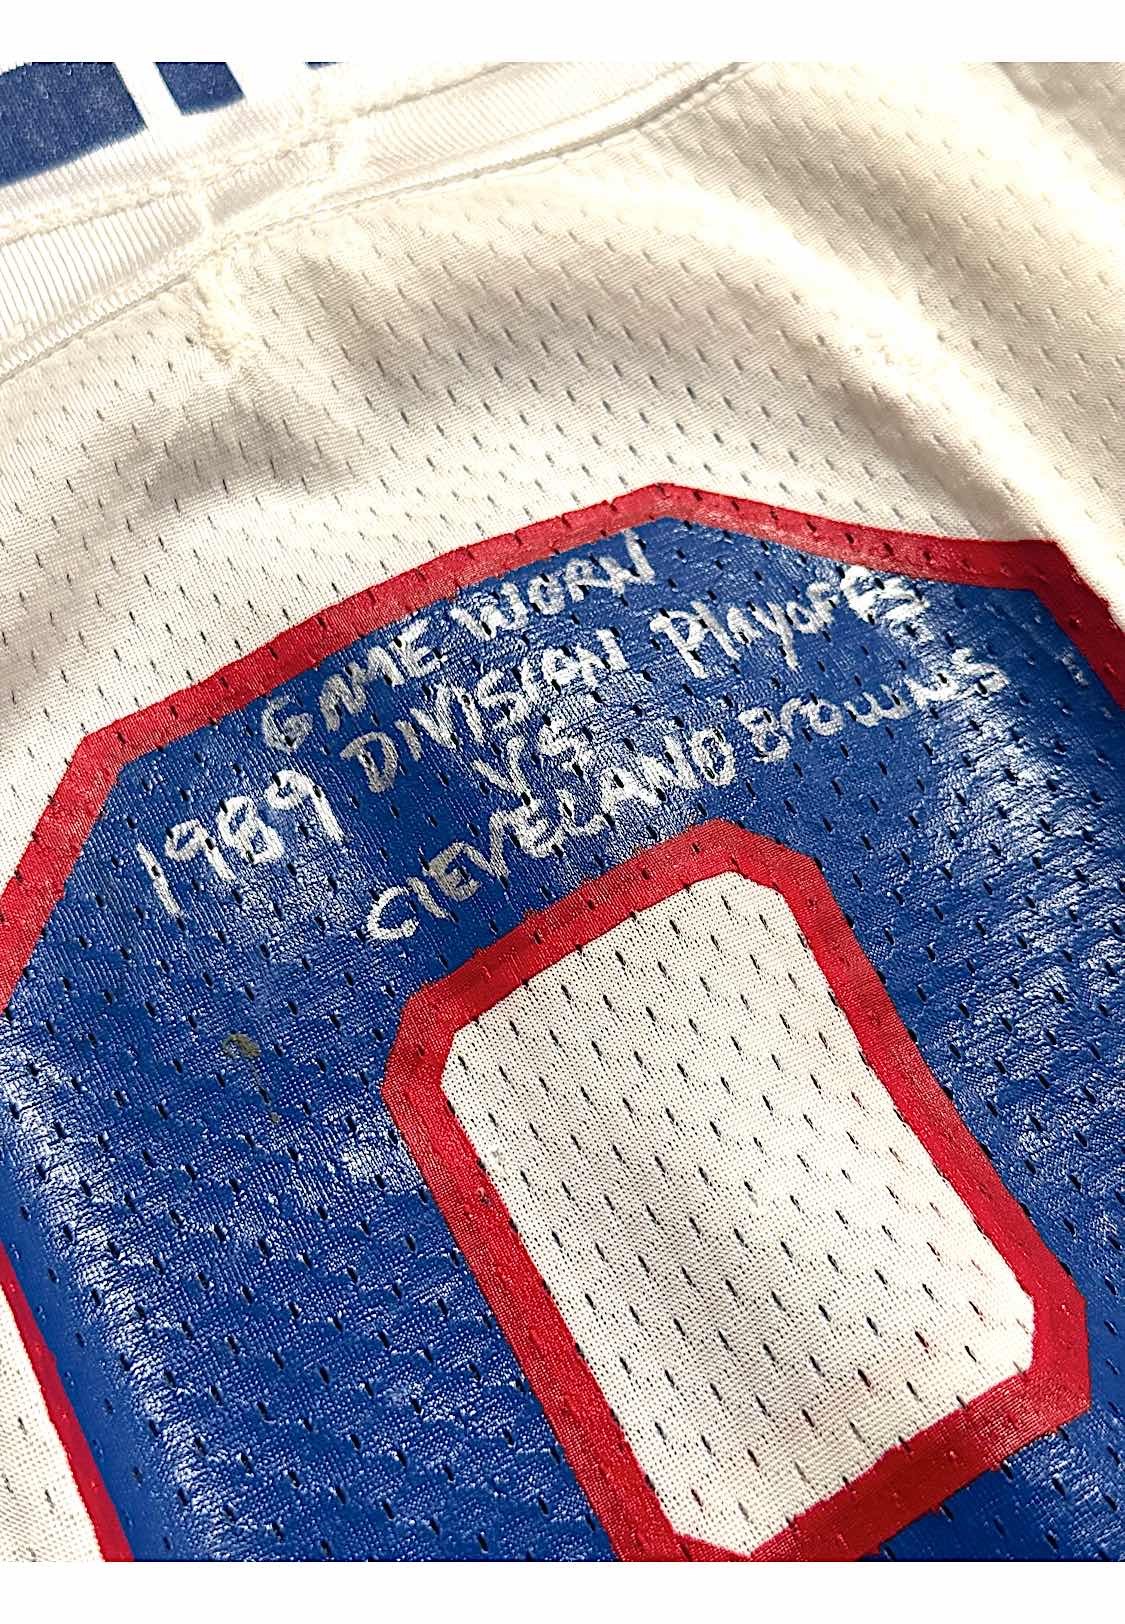 GAME WORN
1989 DIVISION PlAyoFFs
VS
ClEVELAND BrowNS